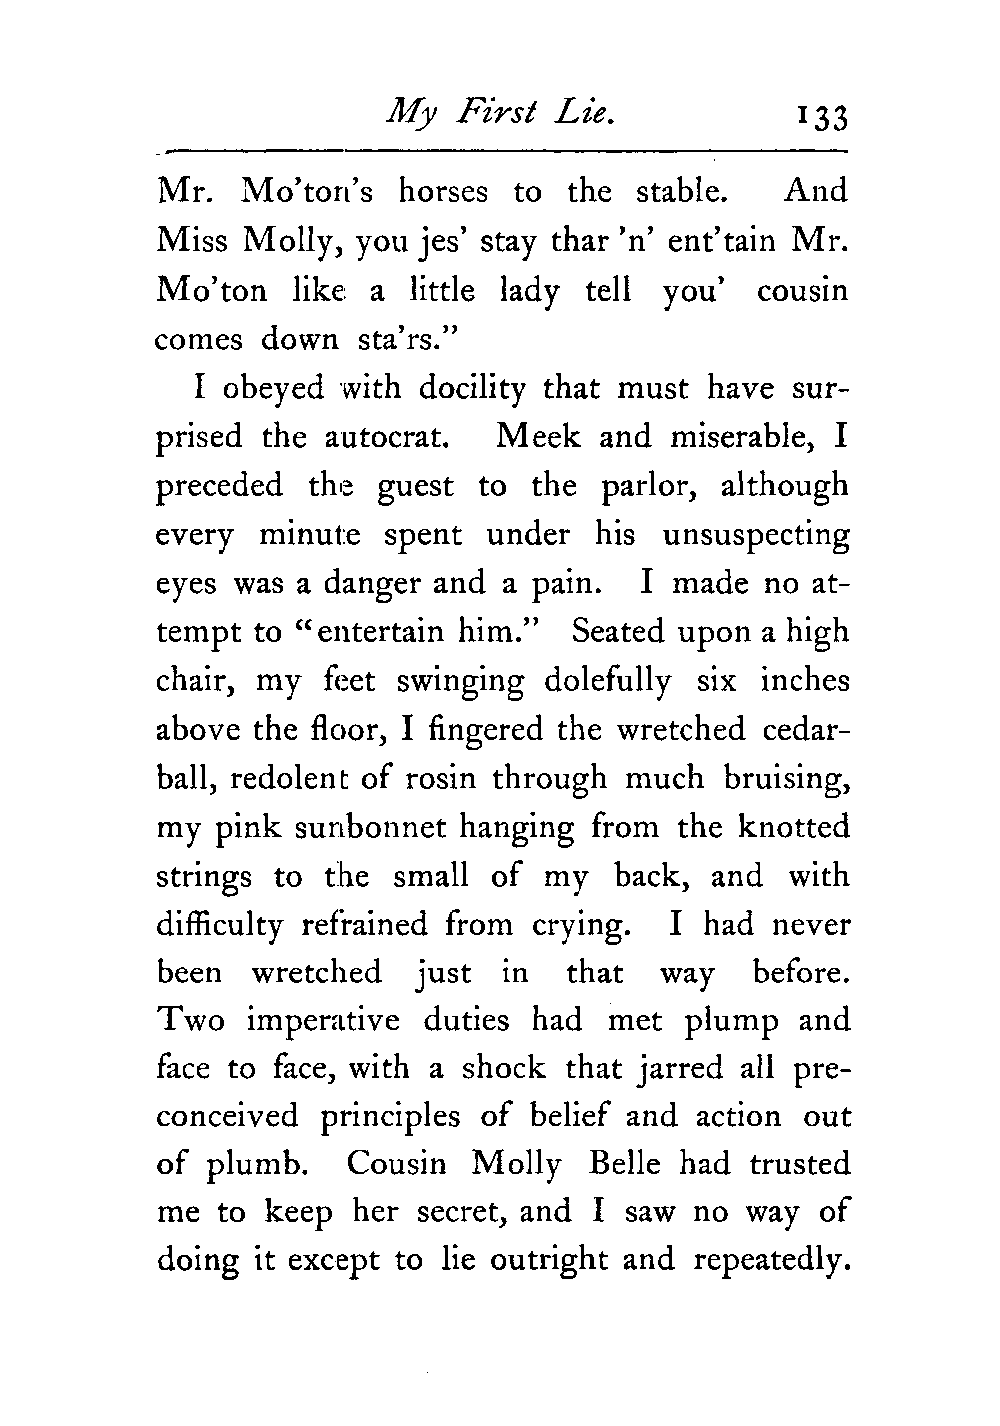 My First Lie. 133
Mr. Mo'ton's horses to the stable. And
Miss Molly, you jes' stay thar 'n' ent'tain Mr.
Mo'ton like a little lady tell you' cousin
comes down sta'rs.”
I obeyed with docility that must have sur-
prised the autocrat. Meek and miserable, I
preceded the guest to the parlor, although
every minute spent under his unsuspecting
eyes was a danger and a pain. I made no at-
tempt to “entertain him.” Seated upon a high
chair, my feet swinging dolefully six inches
above the floor, I fingered the wretched cedar-
ball, redolent of rosin through much bruising,
my pink sunbonnet hanging from the knotted
strings to the small of my back, and with
difficulty refrained from crying. I had never
been wretched just in that way before.
Two imperative duties had met plump and
face to face, with a shock that jarred all pre-
conceived principles of belief and action out
of plumb. Cousin Molly Belle had trusted
me to keep her secret, and I saw no way of
doing it except to lie outright and repeatedly.